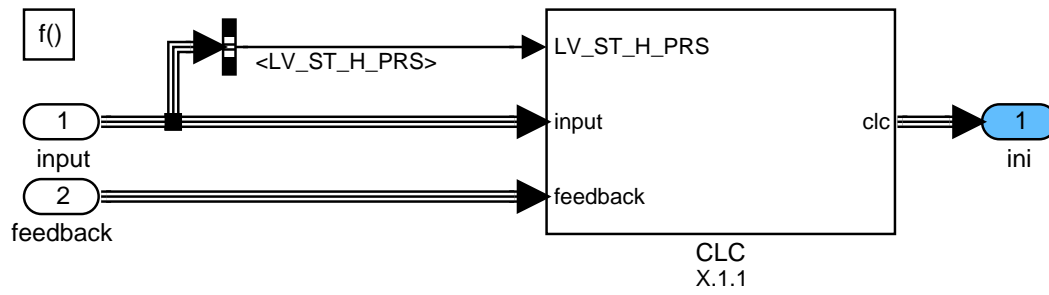 f()
<LV_ST_H_PRS>
LV_ST_H_PRS
1
input
input
clc
1
ini
2
feedback
feedback
CLC
X.1.1